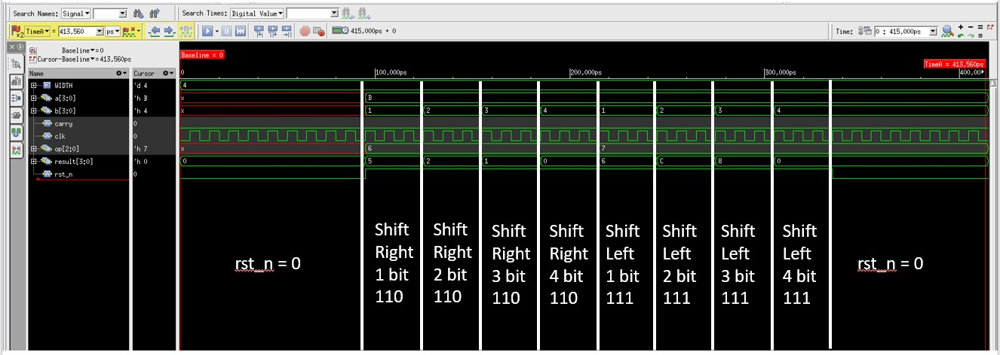 Search Names: Signal Search Times: Digital Value
TimeA = 413,560 ps 415,000ps + 0 Time: 0 : 415,000ps
x2
Baseline = 0
Cursor-Baseline = 413,560ps
Baseline = 0
TimeA = 413,560ps
Name Cursor 0 100,000ps 200,000ps 300,000ps 400,00
WIDTH 'd 4 4
a[3:0] 'h B x B
b[3:0] 'h 4 x 1 2 3 4 1 2 3 4
carry 0
clk 0
op[2:0] 'h 7 x 6 7
result[3:0] 'h 0 0 5 2 1 0 6 C 8 0
rst_n 0
rst_n = 0
Shift
Right
1 bit
110
Shift
Right
2 bit
110
Shift
Right
3 bit
110
Shift
Right
4 bit
110
Shift
Left
1 bit
111
Shift
Left
2 bit
111
Shift
Left
3 bit
111
Shift
Left
4 bit
111
rst_n = 0